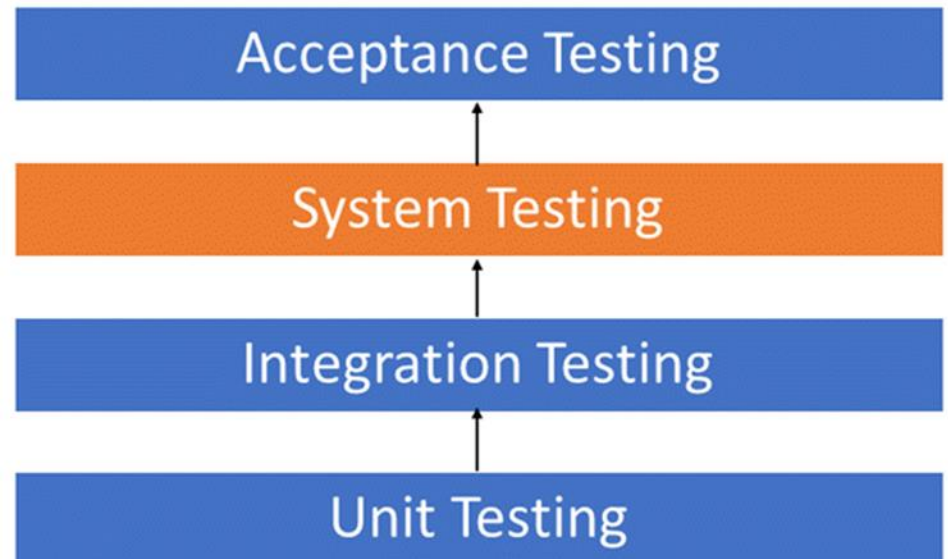 Acceptance Testing
System Testing
Integration Testing
Unit Testing